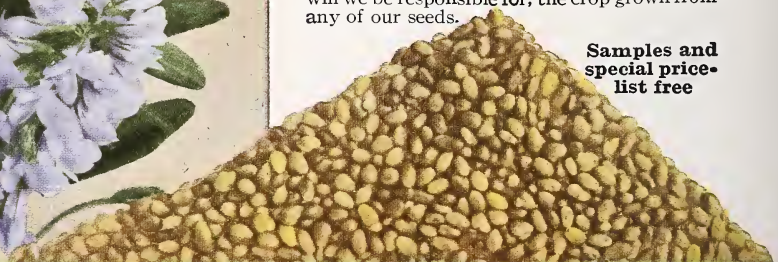 will we be responsible for, the crop grown from
any of our seeds.
Samples and
special price-
list free